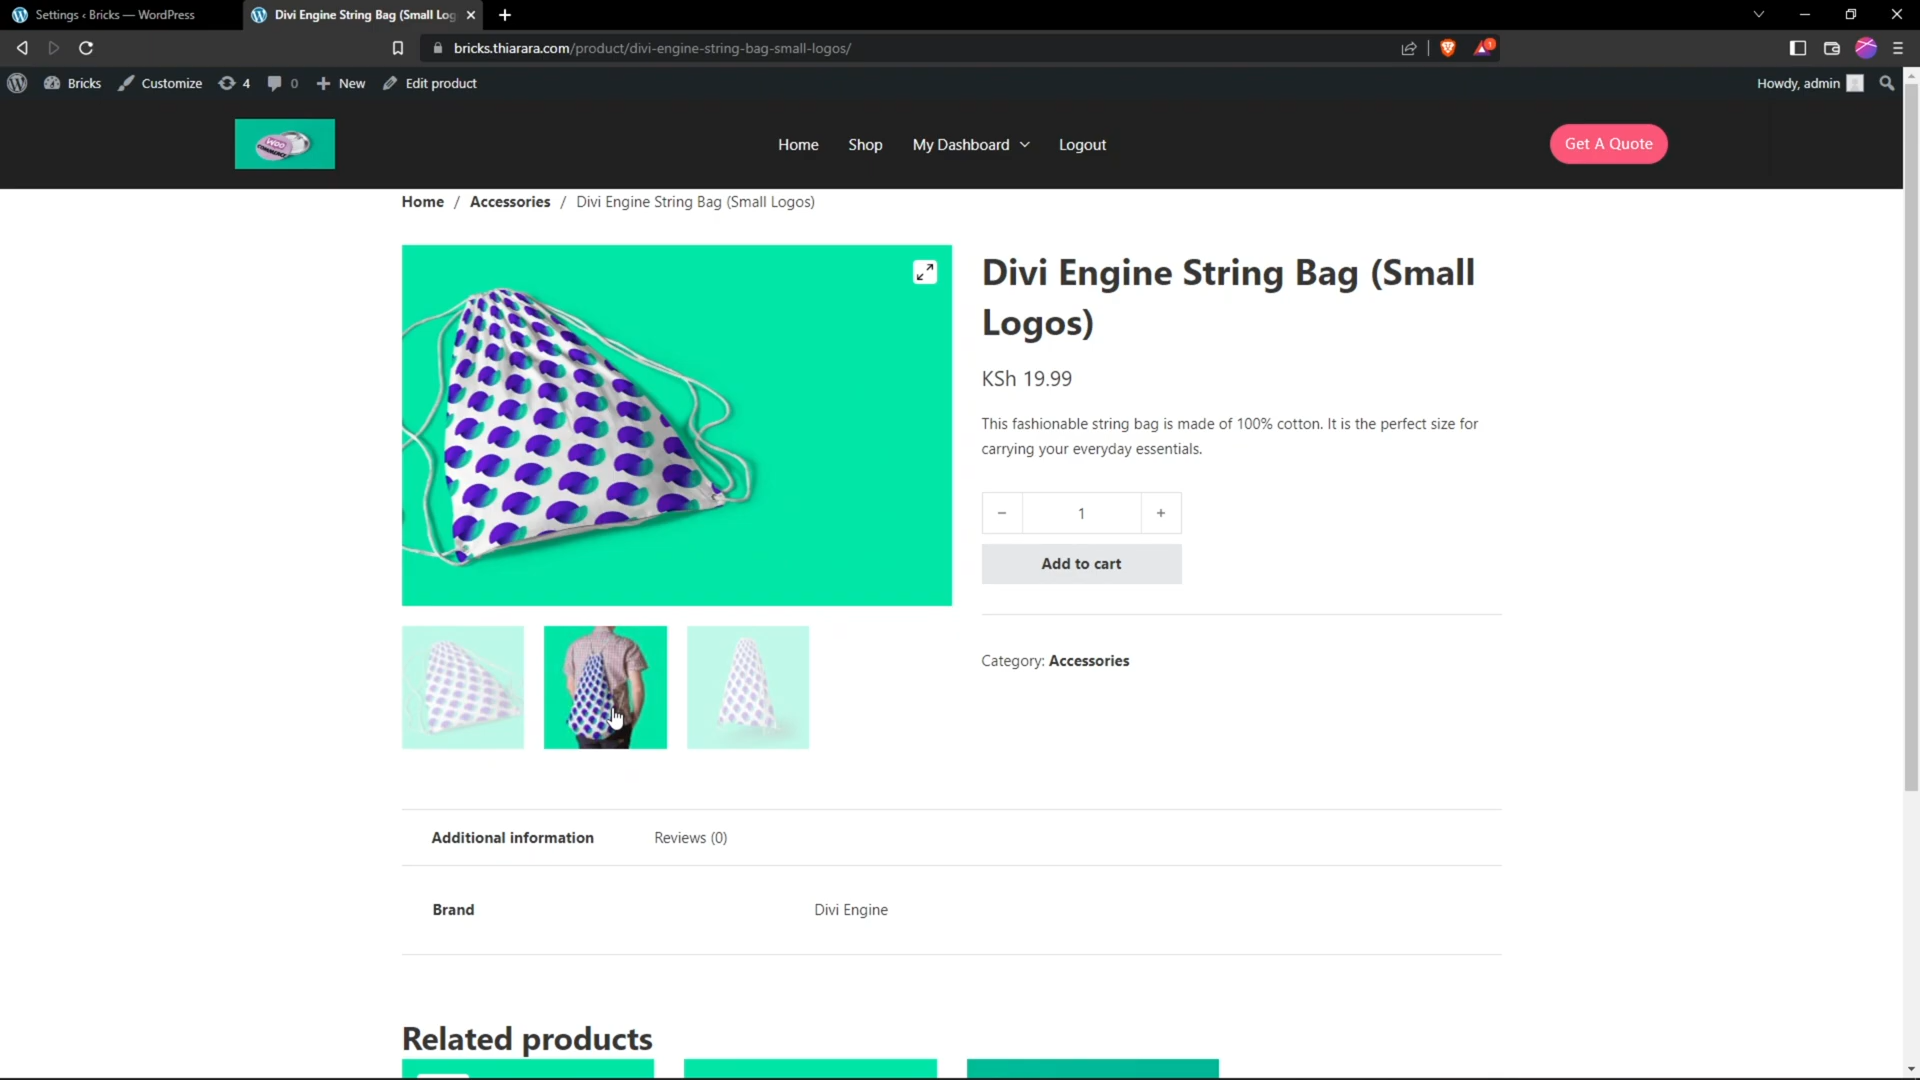 Settings ‹ Bricks — WordPress
Divi Engine String Bag (Small Log
bricks.thiarara.com/product/divi-engine-string-bag-small-logos/
1
Bricks
Customize
4
0
New
Edit product
Howdy, admin
WOO
COMMERCE
Home
Shop
My Dashboard
Logout
Get A Quote
Home / Accessories / Divi Engine String Bag (Small Logos)
Divi Engine String Bag (Small
Logos)
KSh 19.99
This fashionable string bag is made of 100% cotton. It is the perfect size for
carrying your everyday essentials.
− 1 +
Add to cart
Category: Accessories
Additional information
Reviews (0)
Brand
Divi Engine
Related products